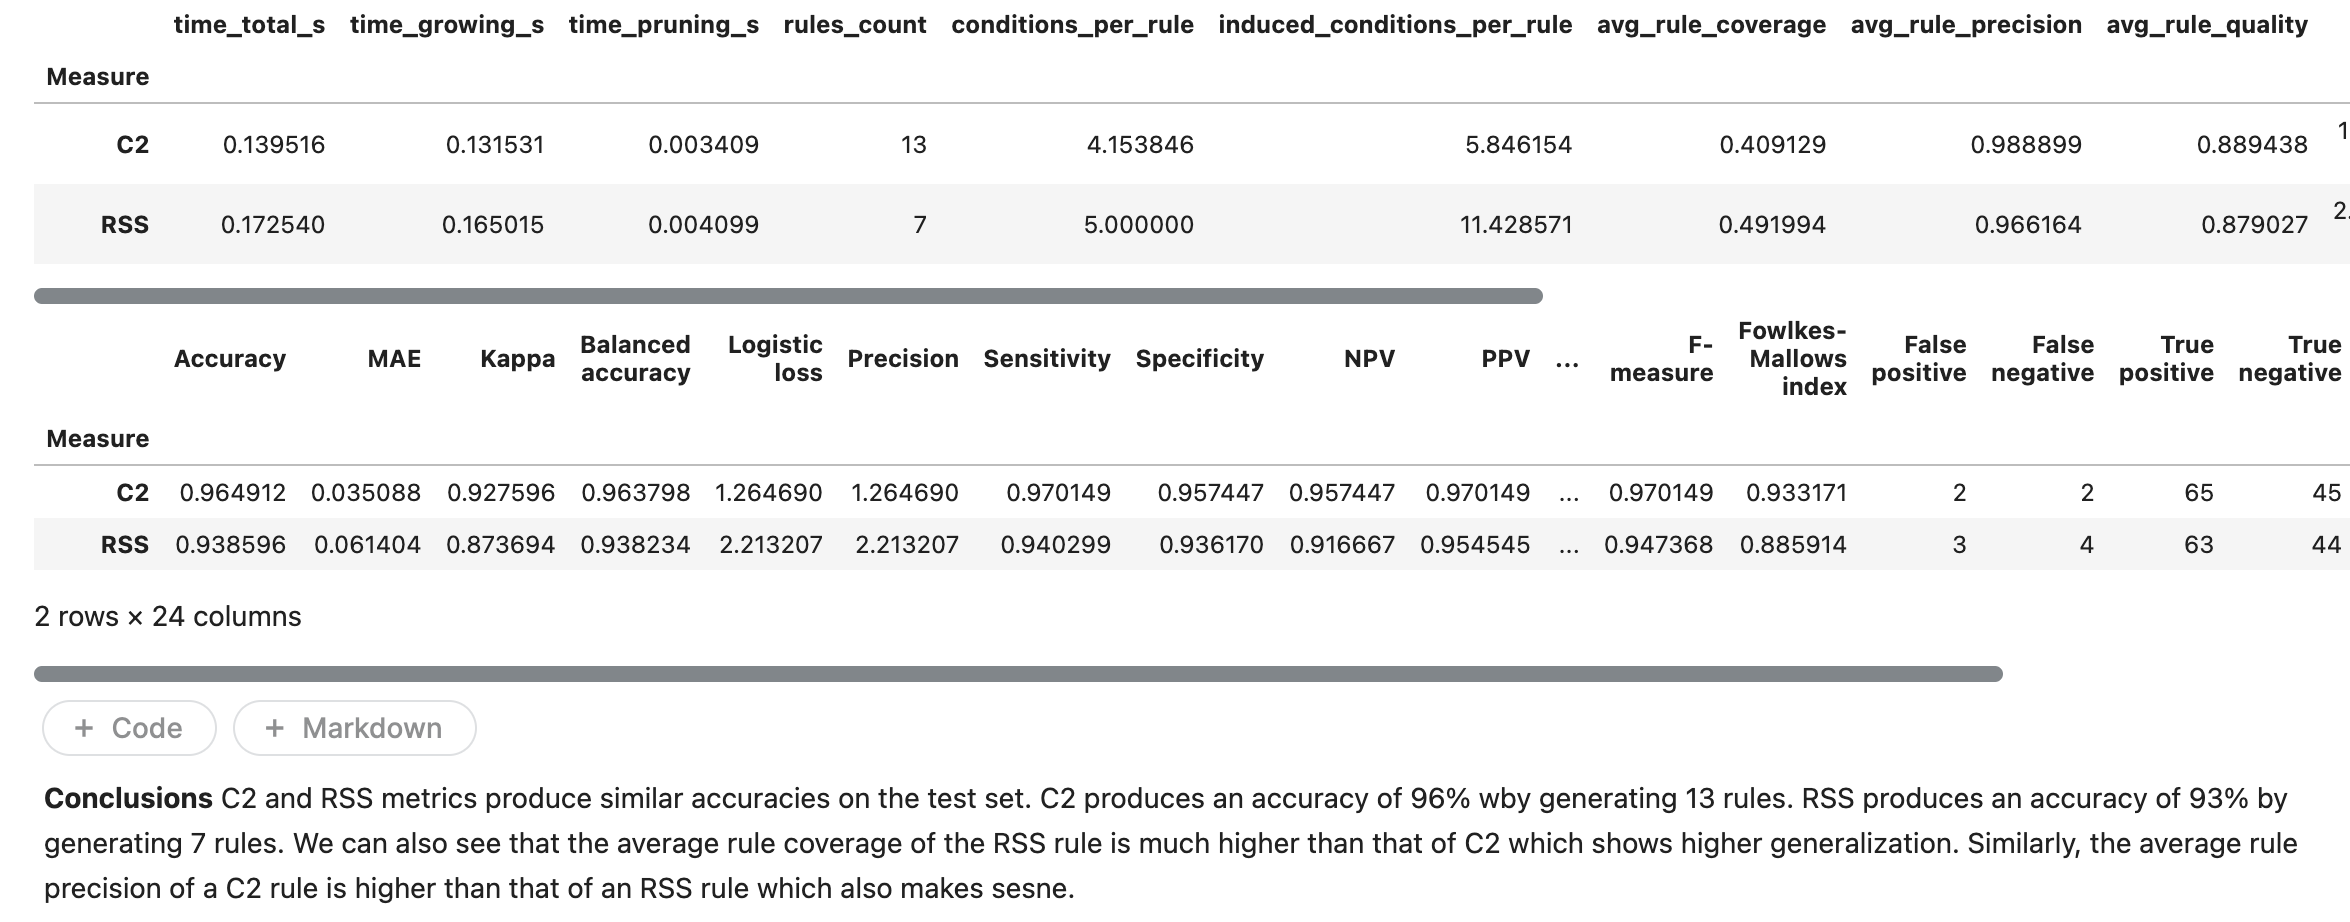 time_total_s time_growing_s time_pruning_s rules_count conditions_per_rule induced_conditions_per_rule avg_rule_coverage avg_rule_precision avg_rule_quality
Measure
C2 0.139516 0.131531 0.003409 13 4.153846 5.846154 0.409129 0.988899 0.889438 1
RSS 0.172540 0.165015 0.004099 7 5.000000 11.428571 0.491994 0.966164 0.879027 2.
Accuracy MAE Kappa Balanced accuracy Logistic loss Precision Sensitivity Specificity NPV PPV ... F-measure Fowlkes-Mallows index False positive False negative True positive True negative
Measure
C2 0.964912 0.035088 0.927596 0.963798 1.264690 1.264690 0.970149 0.957447 0.957447 0.970149 ... 0.970149 0.933171 2 2 65 45
RSS 0.938596 0.061404 0.873694 0.938234 2.213207 2.213207 0.940299 0.936170 0.916667 0.954545 ... 0.947368 0.885914 3 4 63 44
2 rows × 24 columns
+ Code + Markdown
Conclusions C2 and RSS metrics produce similar accuracies on the test set. C2 produces an accuracy of 96% wby generating 13 rules. RSS produces an accuracy of 93% by
generating 7 rules. We can also see that the average rule coverage of the RSS rule is much higher than that of C2 which shows higher generalization. Similarly, the average rule
precision of a C2 rule is higher than that of an RSS rule which also makes sesne.